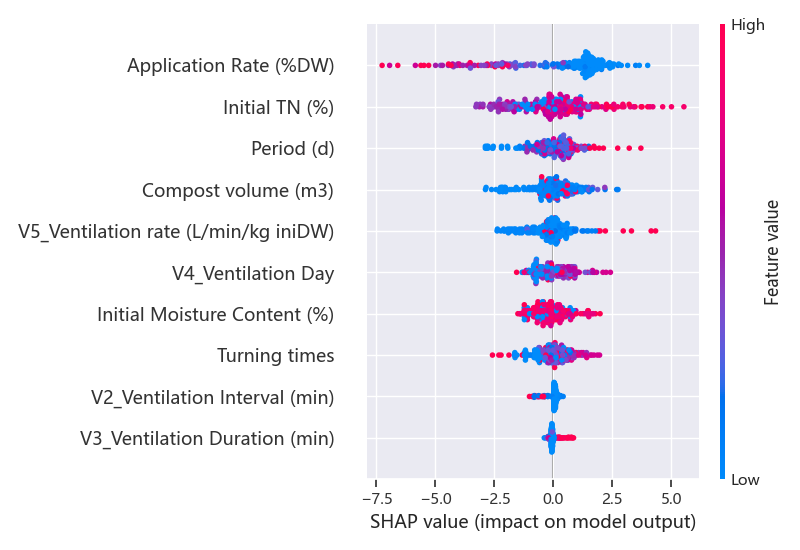 High
Application Rate (%DW)
Initial TN (%)
Period (d)
Compost volume (m3)
V5_Ventilation rate (L/min/kg iniDW)
V4_Ventilation Day
Initial Moisture Content (%)
Turning times
V2_Ventilation Interval (min)
V3_Ventilation Duration (min)
Feature value
Low
−7.5 −5.0 −2.5 0.0 2.5 5.0
SHAP value (impact on model output)